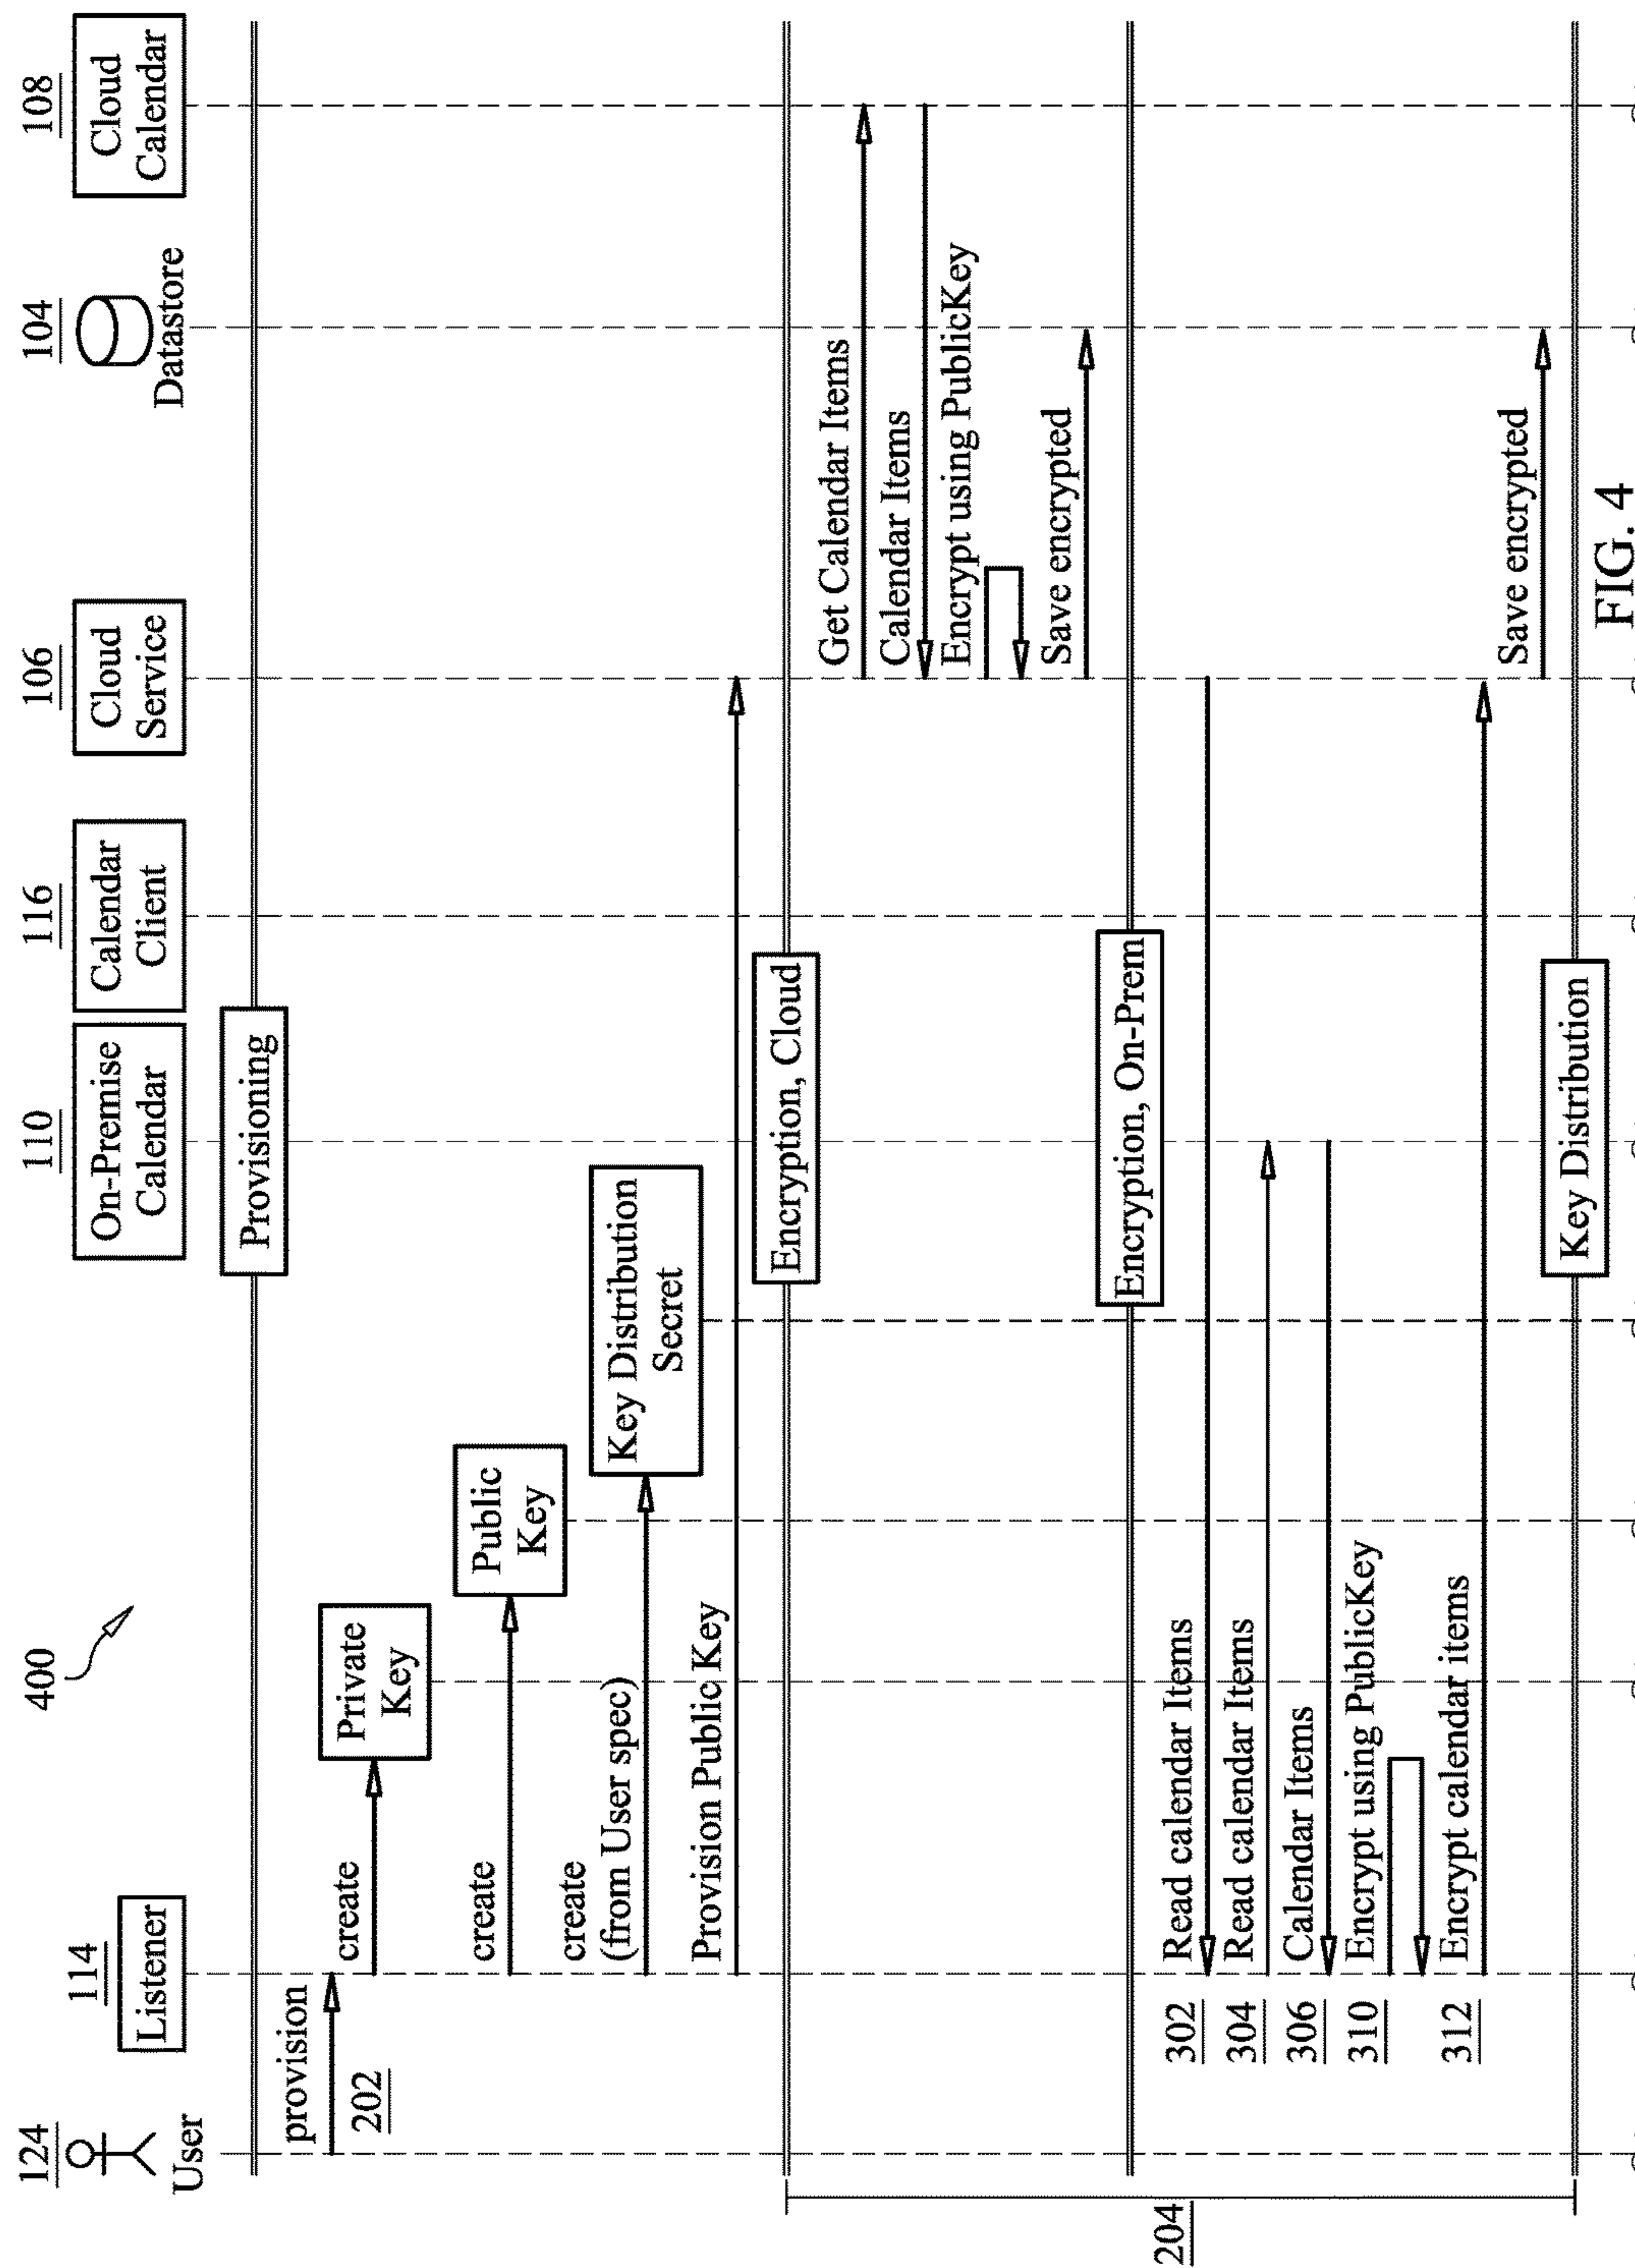 400
124
User
114
Listener
110
On-Premise
Calendar
116
Calendar
Client
106
Cloud
Service
104
Datastore
108
Cloud
Calendar
Provisioning
provision
202
create
Private
Key
create
Public
Key
create
(from User spec)
Key Distribution
Secret
Provision Public Key
Encryption, Cloud
204
Get Calendar Items
Calendar Items
Encrypt using PublicKey
Save encrypted
Encryption, On-Prem
302
Read calendar Items
304
Read calendar Items
306
Calendar Items
310
Encrypt using PublicKey
312
Encrypt calendar items
Save encrypted
Key Distribution
FIG. 4